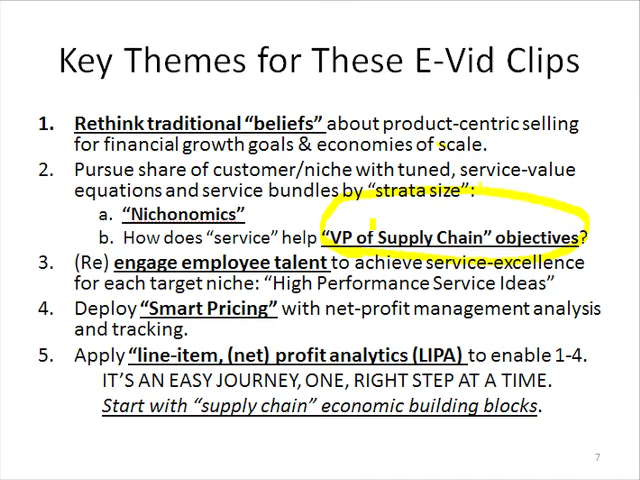 Key Themes for These E-Vid Clips
1. Rethink traditional “beliefs” about product-centric selling
for financial growth goals & economies of scale.
2. Pursue share of customer/niche with tuned, service-value
equations and service bundles by “strata size”:
a. “Nichonomics”
b. How does “service” help “VP of Supply Chain” objectives?
3. (Re) engage employee talent to achieve service-excellence
for each target niche: “High Performance Service Ideas”
4. Deploy “Smart Pricing” with net-profit management analysis
and tracking.
5. Apply “line-item, (net) profit analytics (LIPA) to enable 1-4.
IT’S AN EASY JOURNEY, ONE, RIGHT STEP AT A TIME.
Start with “supply chain” economic building blocks.
7